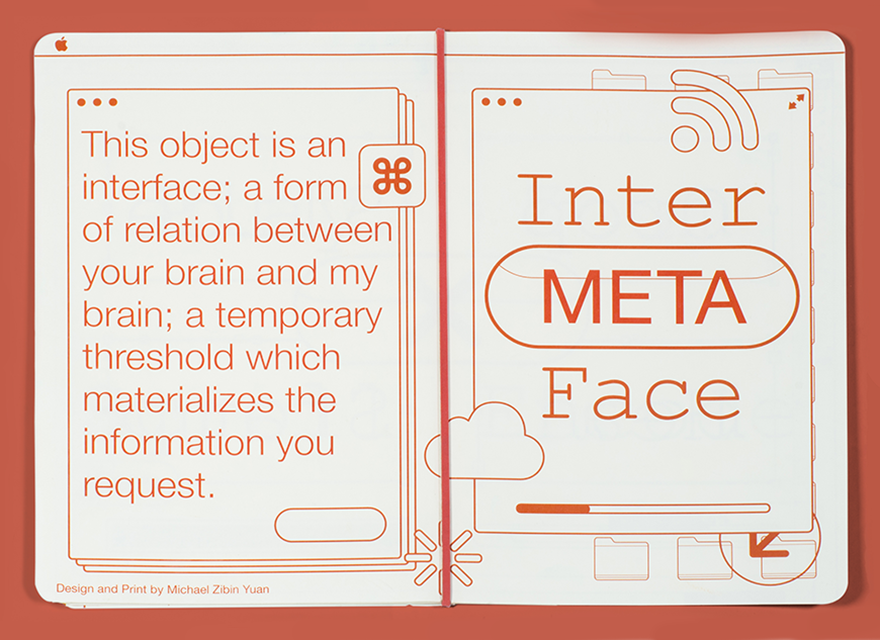 This object is an
interface; a form
of relation between
your brain and my
brain; a temporary
threshold which
materializes the
information you
request.
Design and Print by Michael Zibin Yuan
Inter
META
Face